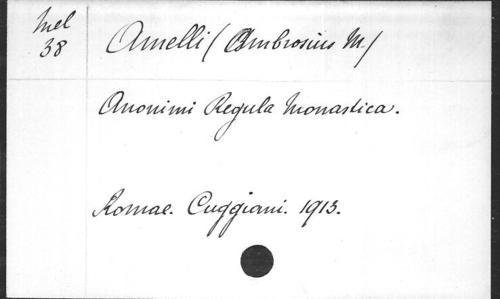 Mel
38
Amelli (Ambrosius M)
Anonimi Regula Monastica.
Romae. Cuggiani. 1913.